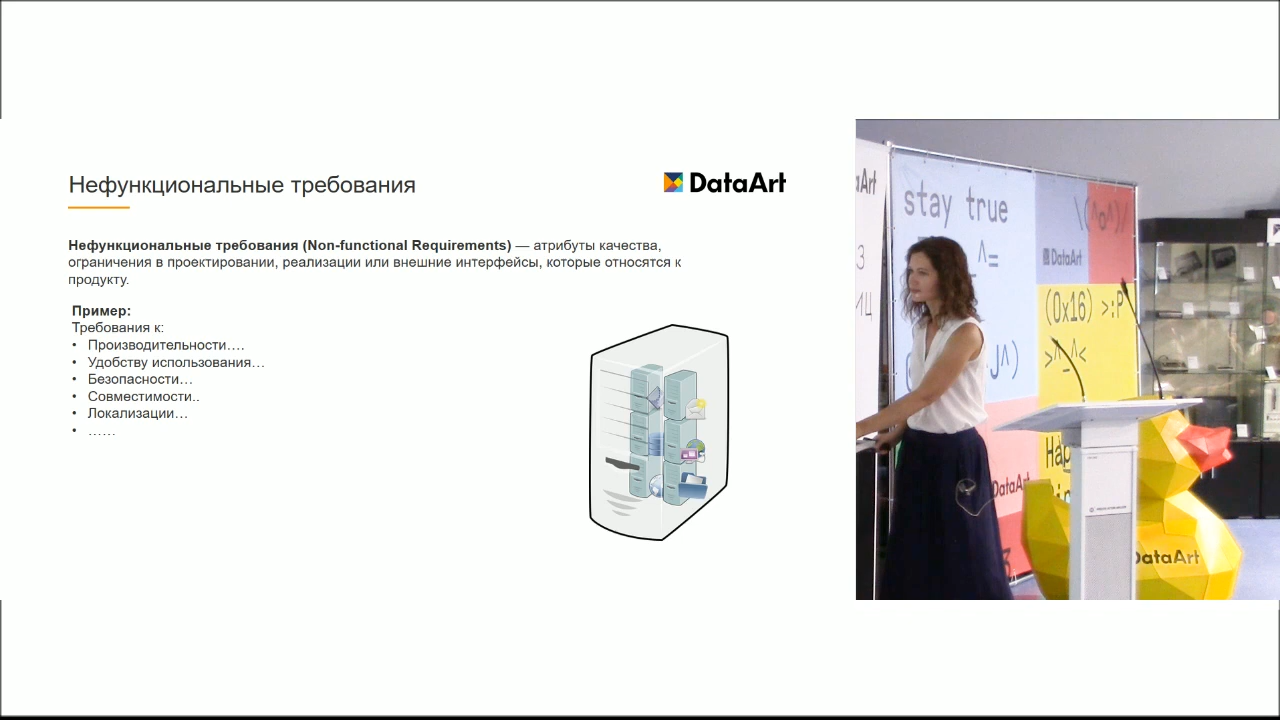 Нефункциональные требования
DataArt
Нефункциональные требования (Non-functional Requirements) — атрибуты качества,
ограничения в проектировании, реализации или внешние интерфейсы, которые относятся к
продукту.
Пример:
Требования к:
• Производительности….
• Удобству использования…
• Безопасности…
• Совместимости..
• Локализации…
• ……
stay true
DataArt
(0x16) >:P
>^_^<
DataArt
DataArt